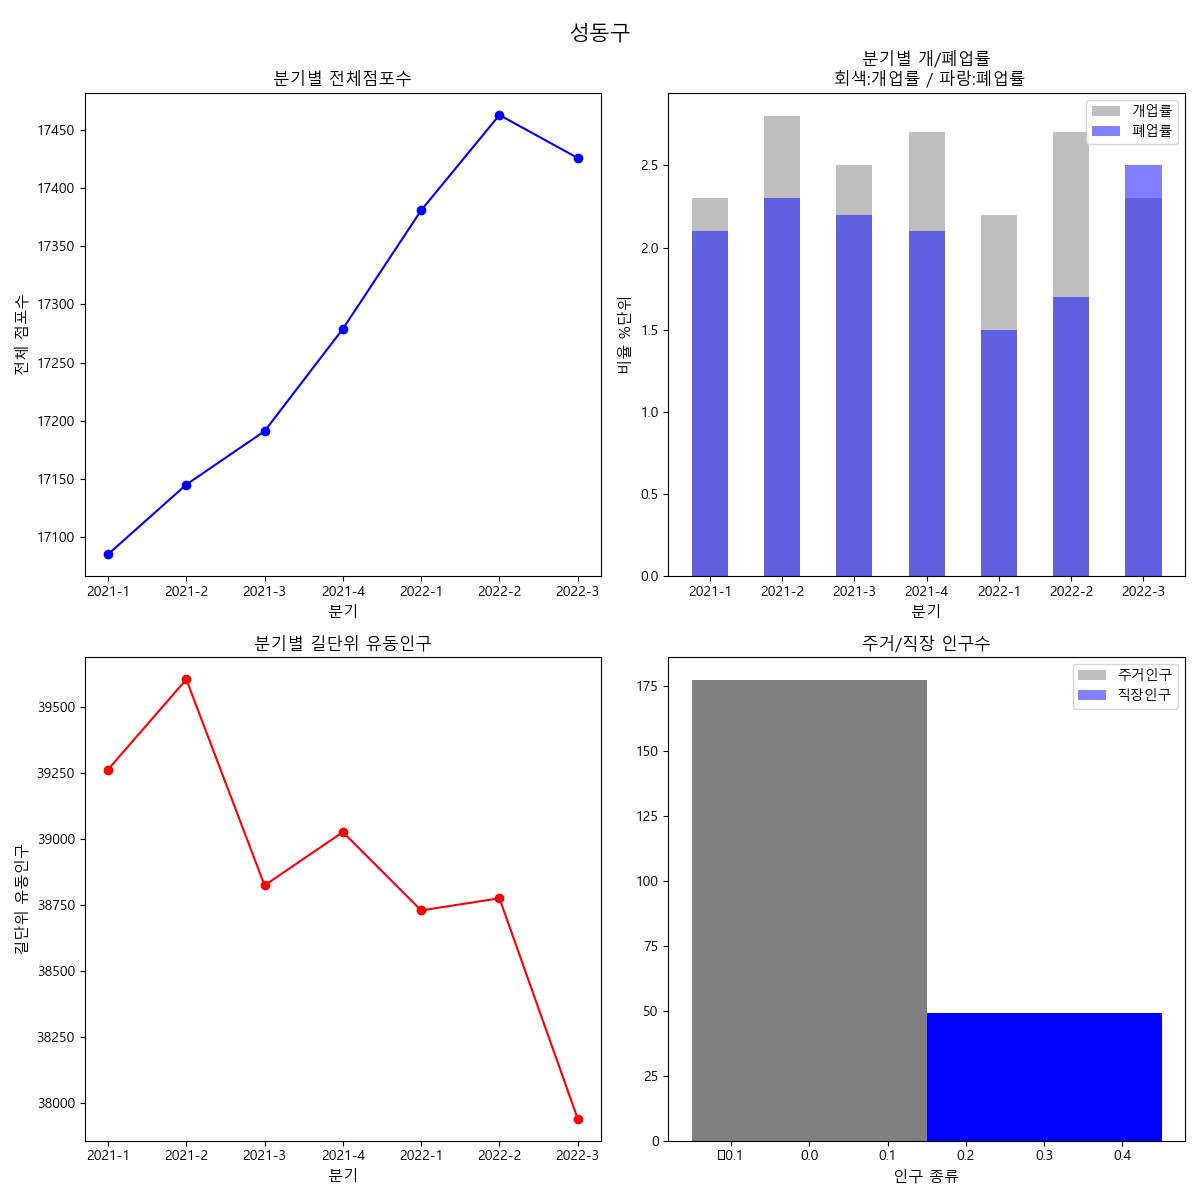 성동구
분기별 전체점포수
17450
17400
17350
17300
17250
17200
17150
17100
전체 점포수
2021-1 2021-2 2021-3 2021-4 2022-1 2022-2 2022-3
분기
분기별 개/폐업률
회색:개업률 / 파랑:폐업률
개업률
폐업률
2.5
2.0
1.5
1.0
0.5
0.0
비율 %단위
2021-1 2021-2 2021-3 2021-4 2022-1 2022-2 2022-3
분기
분기별 길단위 유동인구
39500
39250
39000
38750
38500
38250
38000
길단위 유동인구
2021-1 2021-2 2021-3 2021-4 2022-1 2022-2 2022-3
분기
주거/직장 인구수
주거인구
직장인구
175
150
125
100
75
50
25
0
▯0.1 0.0 0.1 0.2 0.3 0.4
인구 종류